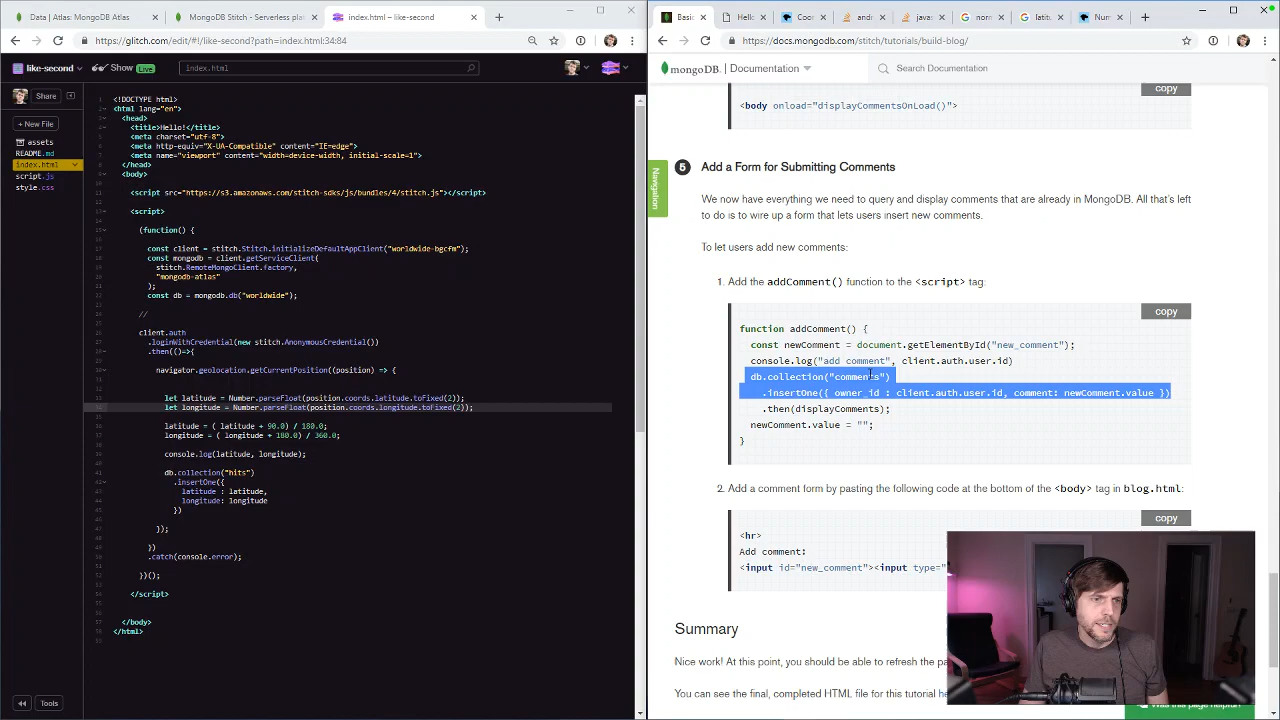 Data | Atlas: MongoDB Atlas
MongoDB Stitch - Serverless pla
index.html – like-second
https://glitch.com/edit/#!/like-second?path=index.html:34:84
like-second
Show Live
index.html
Share
+ New File
assets
README.md
index.html
script.js
style.css
<!DOCTYPE html>
<html lang="en">
<head>
<title>Hello!</title>
<meta charset="utf-8">
<meta http-equiv="X-UA-Compatible" content="IE=edge">
<meta name="viewport" content="width=device-width, initial-scale=1">
</head>
<body>
<script src="https://s3.amazonaws.com/stitch-sdks/js/bundles/4/stitch.js"></script>
<script>
(function() {
const client = stitch.Stitch.initializeDefaultAppClient("worldwide-bgcfm");
const mongodb = client.getServiceClient(
stitch.RemoteMongoClient.factory,
"mongodb-atlas"
);
const db = mongodb.db("worldwide");
//
client.auth
.loginWithCredential(new stitch.AnonymousCredential())
.then(()=>{
navigator.geolocation.getCurrentPosition((position) => {
let latitude = Number.parseFloat(position.coords.latitude.toFixed(2));
let longitude = Number.parseFloat(position.coords.longitude.toFixed(2));
latitude = ( latitude + 90.0) / 180.0;
longitude = ( longitude + 180.0) / 360.0;
console.log(latitude, longitude);
db.collection("hits")
.insertOne({
latitude : latitude,
longitude: longitude
})
});
})
.catch(console.error);
})();
</script>
</body>
</html>
Tools
Basic
Hello
Coo
andr
java
norm
latit
Num
https://docs.mongodb.com/stitch/tutorials/build-blog/
mongoDB. | Documentation
Search Documentation
copy
<body onload="displayCommentsOnLoad()">
Navigation
5 Add a Form for Submitting Comments
We now have everything we need to query and display comments that are already in MongoDB. All that's left
to do is to wire up a form that lets users insert new comments.
To let users add new comments:
1. Add the addComment() function to the <script> tag:
copy
function addComment() {
const newComment = document.getElementById("new_comment");
console.log("add comment", client.auth.user.id)
db.collection("comments")
.insertOne({ owner_id : client.auth.user.id, comment: newComment.value })
.then(displayComments);
newComment.value = "";
}
2. Add a comment form by pasting the following code at the bottom of the <body> tag in blog.html:
copy
<hr>
Add comment:
<input id="new_comment"><input type="
Summary
Nice work! At this point, you should be able to refresh the pa
You can see the final, completed HTML file for this tutorial he
Was this page helpful?